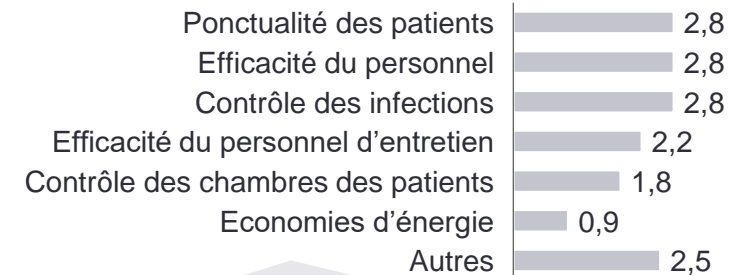 Ponctualité des patients 2,8
Efficacité du personnel 2,8
Contrôle des infections 2,8
Efficacité du personnel d’entretien 2,2
Contrôle des chambres des patients 1,8
Economies d’énergie 0,9
Autres 2,5